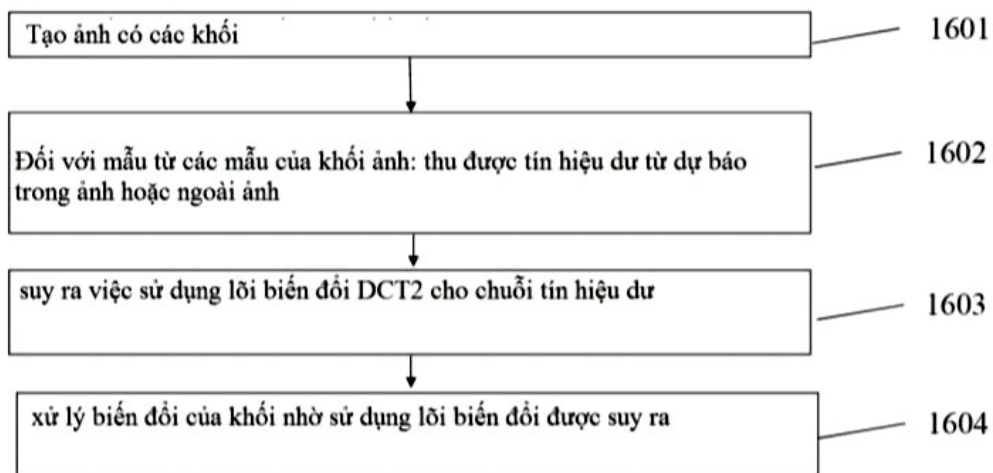 Tạo ảnh có các khối
1601
Đối với mẫu từ các mẫu của khối ảnh: thu được tín hiệu dư từ dự báo
trong ảnh hoặc ngoài ảnh
1602
suy ra việc sử dụng lõi biến đổi DCT2 cho chuỗi tín hiệu dư
1603
xử lý biến đổi của khối nhờ sử dụng lõi biến đổi được suy ra
1604